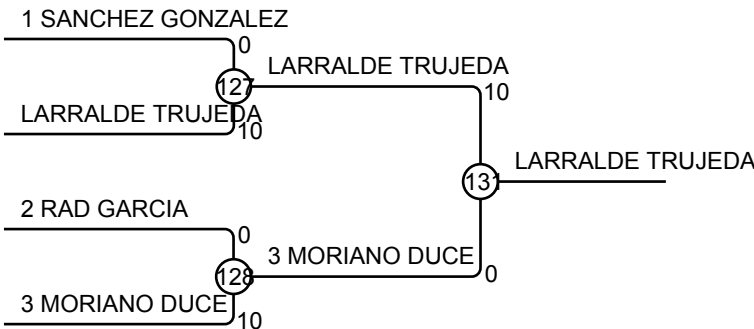 1 SANCHEZ GONZALEZ
0
127
LARRALDE TRUJEDA
10
LARRALDE TRUJEDA
10
131
LARRALDE TRUJEDA
2 RAD GARCIA
0
128
3 MORIANO DUCE
0
3 MORIANO DUCE
10